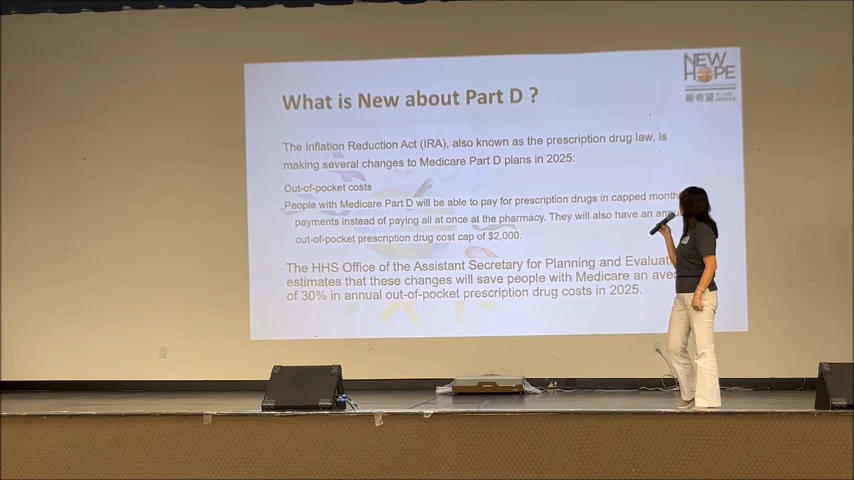 NEW
HOPE
新希望
What is New about Part D ?
The Inflation Reduction Act (IRA), also known as the prescription drug law, is
making several changes to Medicare Part D plans in 2025:
Out-of-pocket costs
People with Medicare Part D will be able to pay for prescription drugs in capped month
payments instead of paying all at once at the pharmacy. They will also have an
out-of-pocket prescription drug cost cap of $2,000.
The HHS Office of the Assistant Secretary for Planning and
estimates that these changes will save people with Medicare an
of 30% in annual out-of-pocket prescription drug costs in 2025.